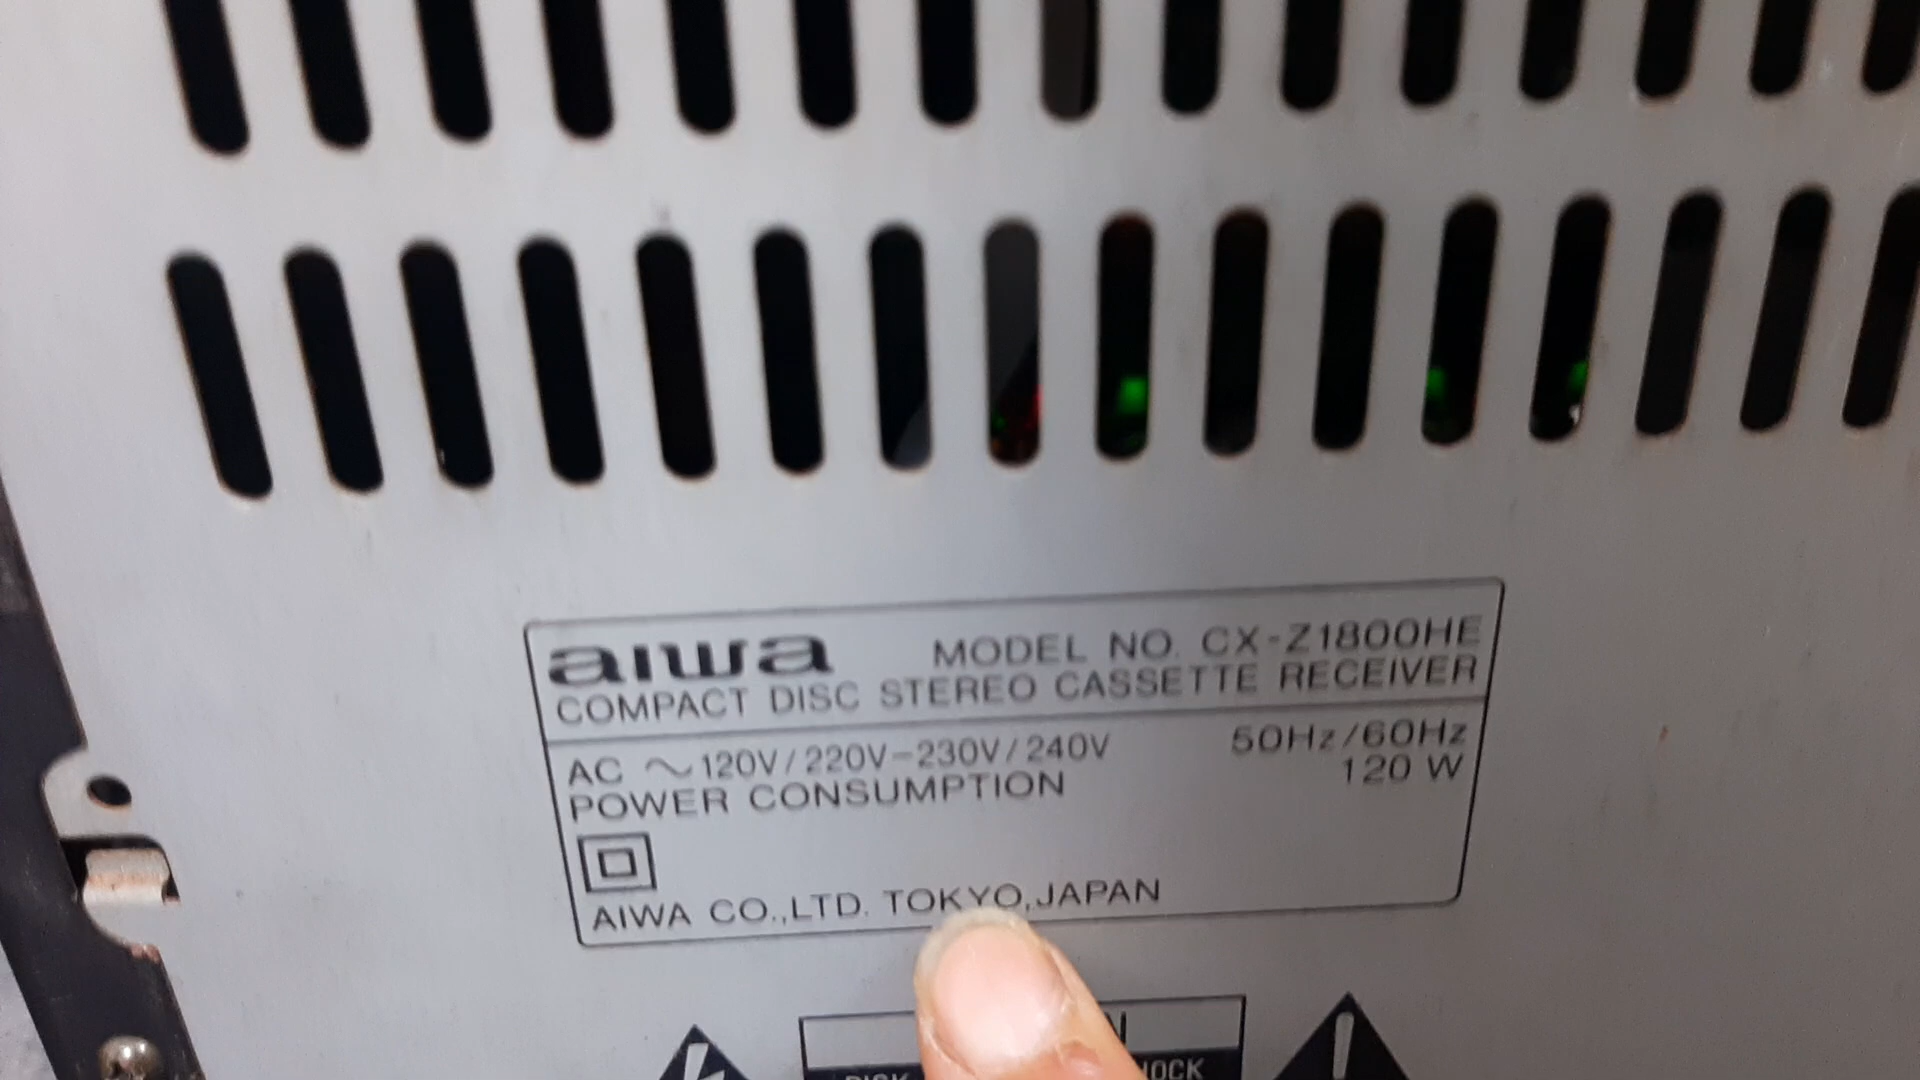 aiwa MODEL NO. CX-Z1800HE
COMPACT DISC STEREO CASSETTE RECEIVER
AC ~120V/220V-230V/240V 50Hz/60Hz
POWER CONSUMPTION 120 W
AIWA CO.,LTD. TOKYO,JAPAN